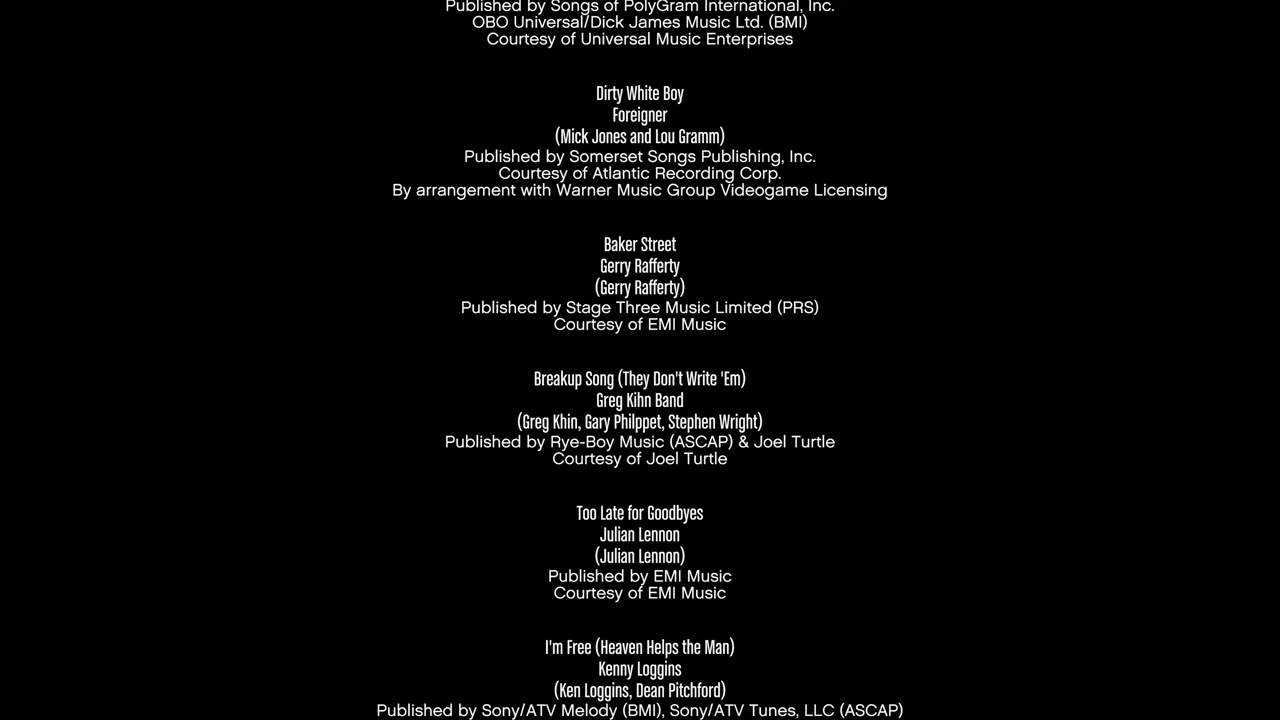 Published by Songs of PolyGram International, Inc.
OBO Universal/Dick James Music Ltd. (BMI)
Courtesy of Universal Music Enterprises
Dirty White Boy
Foreigner
(Mick Jones and Lou Gramm)
Published by Somerset Songs Publishing, Inc.
Courtesy of Atlantic Recording Corp.
By arrangement with Warner Music Group Videogame Licensing
Baker Street
Gerry Rafferty
(Gerry Rafferty)
Published by Stage Three Music Limited (PRS)
Courtesy of EMI Music
Breakup Song (They Don't Write 'Em)
Greg Kihn Band
(Greg Khin, Gary Philppet, Stephen Wright)
Published by Rye-Boy Music (ASCAP) & Joel Turtle
Courtesy of Joel Turtle
Too Late for Goodbyes
Julian Lennon
(Julian Lennon)
Published by EMI Music
Courtesy of EMI Music
I'm Free (Heaven Helps the Man)
Kenny Loggins
(Ken Loggins, Dean Pitchford)
Published by Sony/ATV Melody (BMI), Sony/ATV Tunes, LLC (ASCAP)